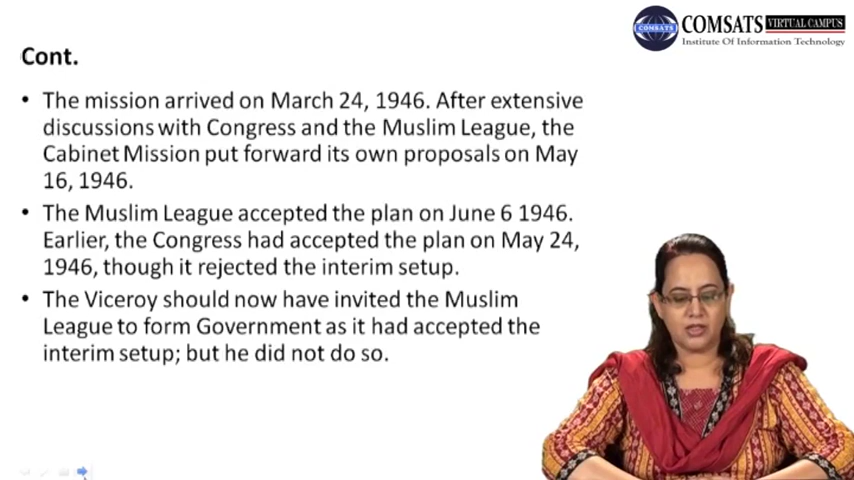 COMSATS VIRTUAL CAMPUS
COMSATS
Institute Of Information Technology
Cont.
• The mission arrived on March 24, 1946. After extensive
discussions with Congress and the Muslim League, the
Cabinet Mission put forward its own proposals on May
16, 1946.
• The Muslim League accepted the plan on June 6 1946.
Earlier, the Congress had accepted the plan on May 24,
1946, though it rejected the interim setup.
• The Viceroy should now have invited the Muslim
League to form Government as it had accepted the
interim setup; but he did not do so.